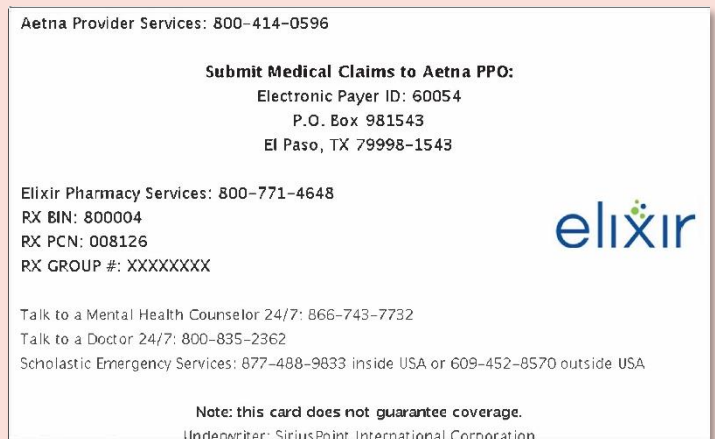 Aetna Provider Services: 800-414-0596
Submit Medical Claims to Aetna PPO:
Electronic Payer ID: 60054
P.O. Box 981543
El Paso, TX 79998-1543
Elixir Pharmacy Services: 800-771-4648
RX BIN: 800004
elixir
RX PCN: 008126
RX GROUP #: XXXXXXXX
Talk to a Mental Health Counselor 24/7: 866-743-7732
Talk to a Doctor 24/7: 800-835-2362
Scholastic Emergency Services: 877-488-9833 inside USA or 609-452-8570 outside USA
Note: this card does not guarantee coverage.
Underwriter: SiriusPoint International Corporation